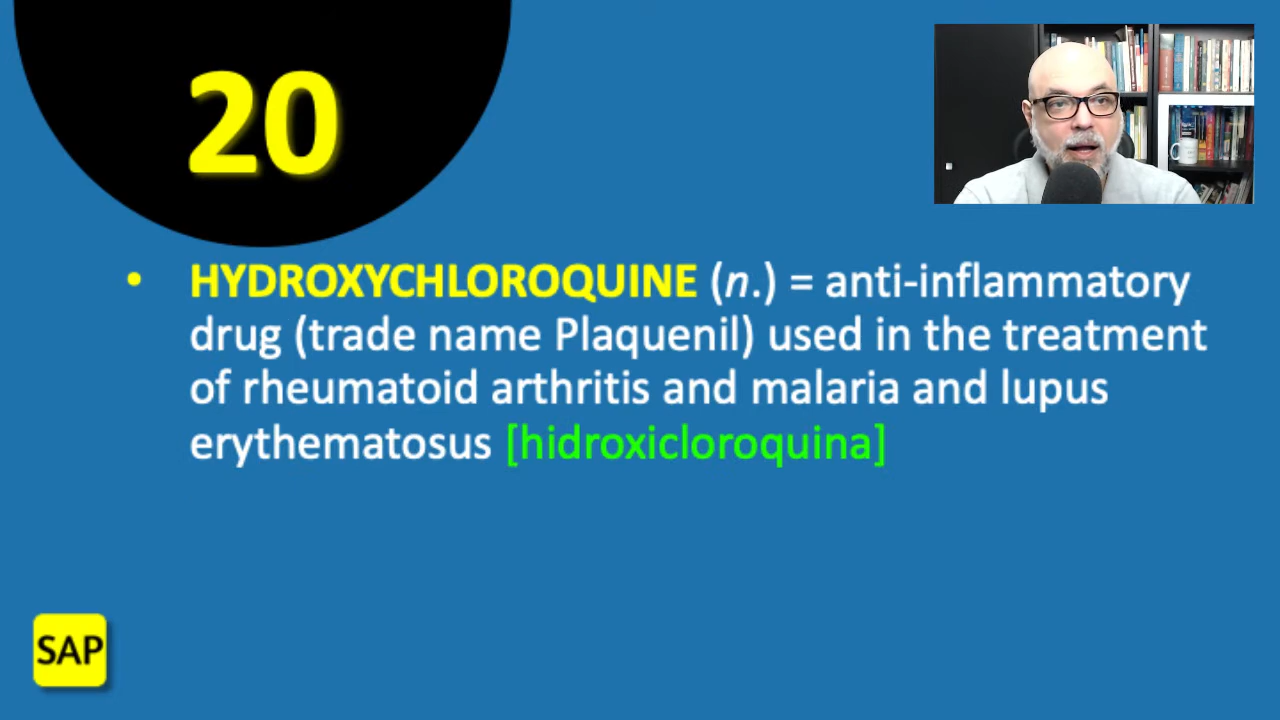 20
• HYDROXYCHLOROQUINE (n.) = anti-inflammatory
drug (trade name Plaquenil) used in the treatment
of rheumatoid arthritis and malaria and lupus
erythematosus [hidroxicloroquina]
SAP